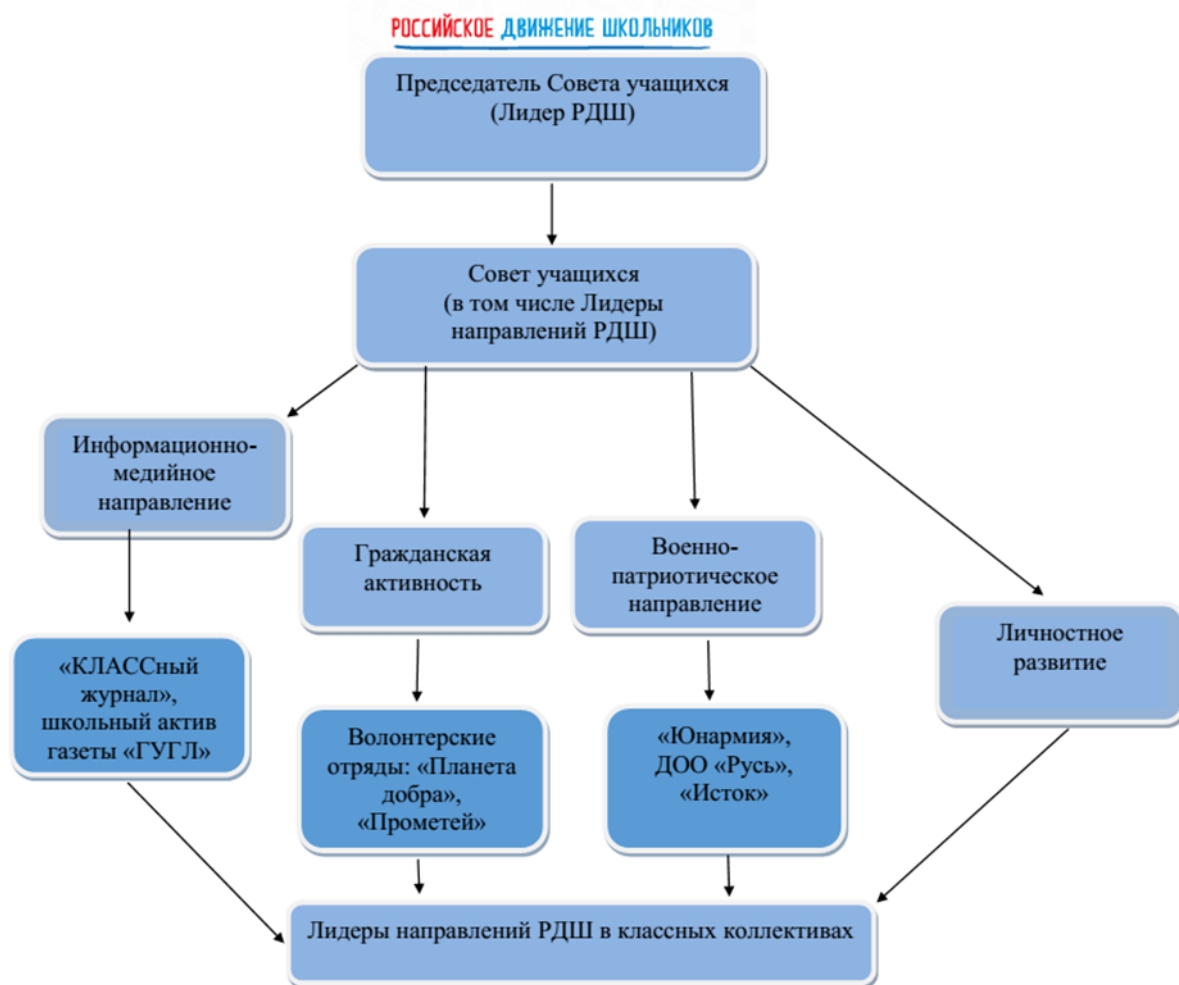 РОССИЙСКОЕ ДВИЖЕНИЕ ШКОЛЬНИКОВ
Председатель Совета учащихся
(Лидер РДШ)
Совет учащихся
(в том числе Лидеры
направлений РДШ)
Информационно-
медийное
направление
Гражданская
активность
Военно-
патриотическое
направление
Личностное
развитие
«КЛАССный
журнал»,
школьный актив
газеты «ГУГЛ»
Волонтерские
отряды: «Планета
добра»,
«Прометей»
«Юнармия»,
ДОО «Русь»,
«Исток»
Лидеры направлений РДШ в классных коллективах